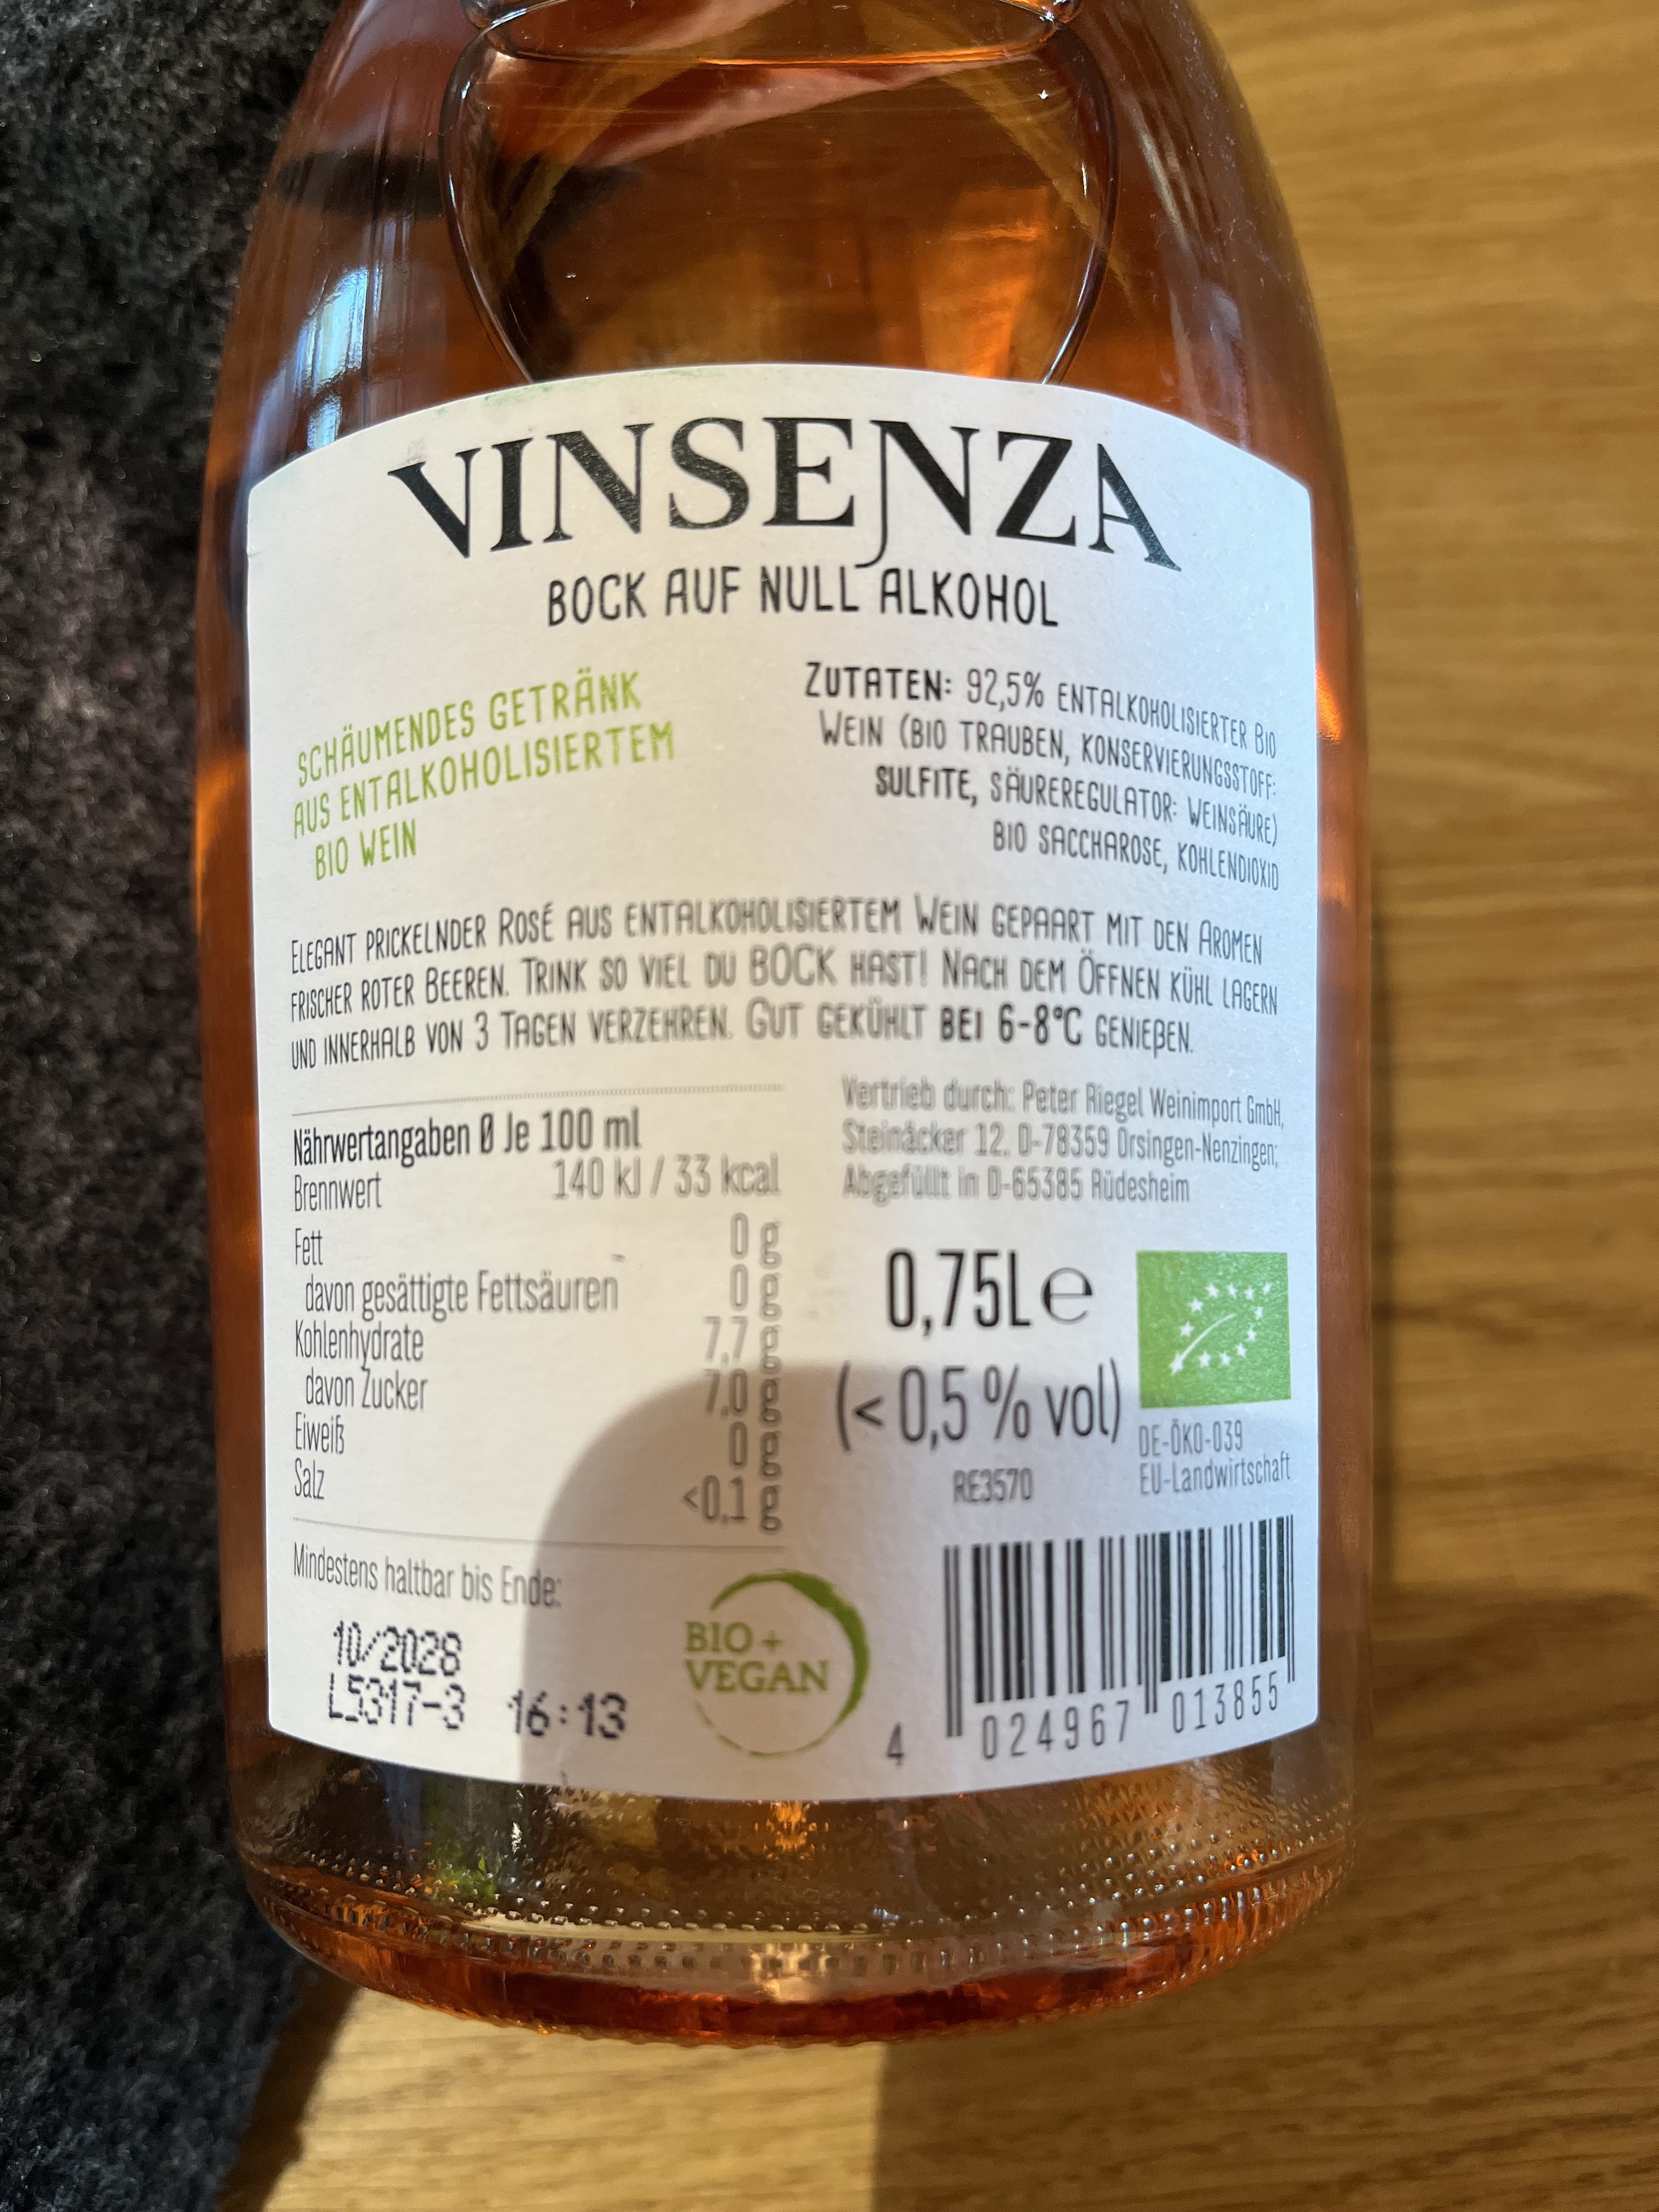 VINSENZA
BOCK AUF NULL ALKOHOL
SCHÄUMENDES GETRÄNK
AUS ENTALKOHOLISIERTEM
BIO WEIN
ZUTATEN: 92,5% ENTALKOHOLISIERTER BIO
WEIN (BIO TRAUBEN, KONSERVIERUNGSSTOFF:
SULFITE, SÄUREREGULATOR: WEINSÄURE)
BIO SACCHAROSE, KOHLENDIOXID
ELEGANT PRICKELNDER ROSÉ AUS ENTALKOHOLISIERTEM WEIN GEPAART MIT DEN AROMEN
FRISCHER ROTER BEEREN. TRINK SO VIEL DU BOCK HAST! NACH DEM ÖFFNEN KÜHL LAGERN
UND INNERHALB VON 3 TAGEN VERZEHREN. GUT GEKÜHLT BEI 6-8°C GENIEßEN.
Nährwertangaben Ø Je 100 ml
Brennwert 140 kJ / 33 kcal
Fett 0 g
davon gesättigte Fettsäuren 0 g
Kohlenhydrate 7,7 g
davon Zucker 7,0 g
Eiweiß 0 g
Salz <0,1 g
Mindestens haltbar bis Ende:
10/2028
L5317-3 16:13
Vertrieb durch: Peter Riegel Weinimport GmbH,
Steinäcker 12, D-78359 Orsingen-Nenzingen;
Abgefüllt in D-65385 Rüdesheim
0,75L e
(< 0,5 % vol)
RE3570
DE-ÖKO-039
EU-Landwirtschaft
BIO +
VEGAN
4 024967 013855